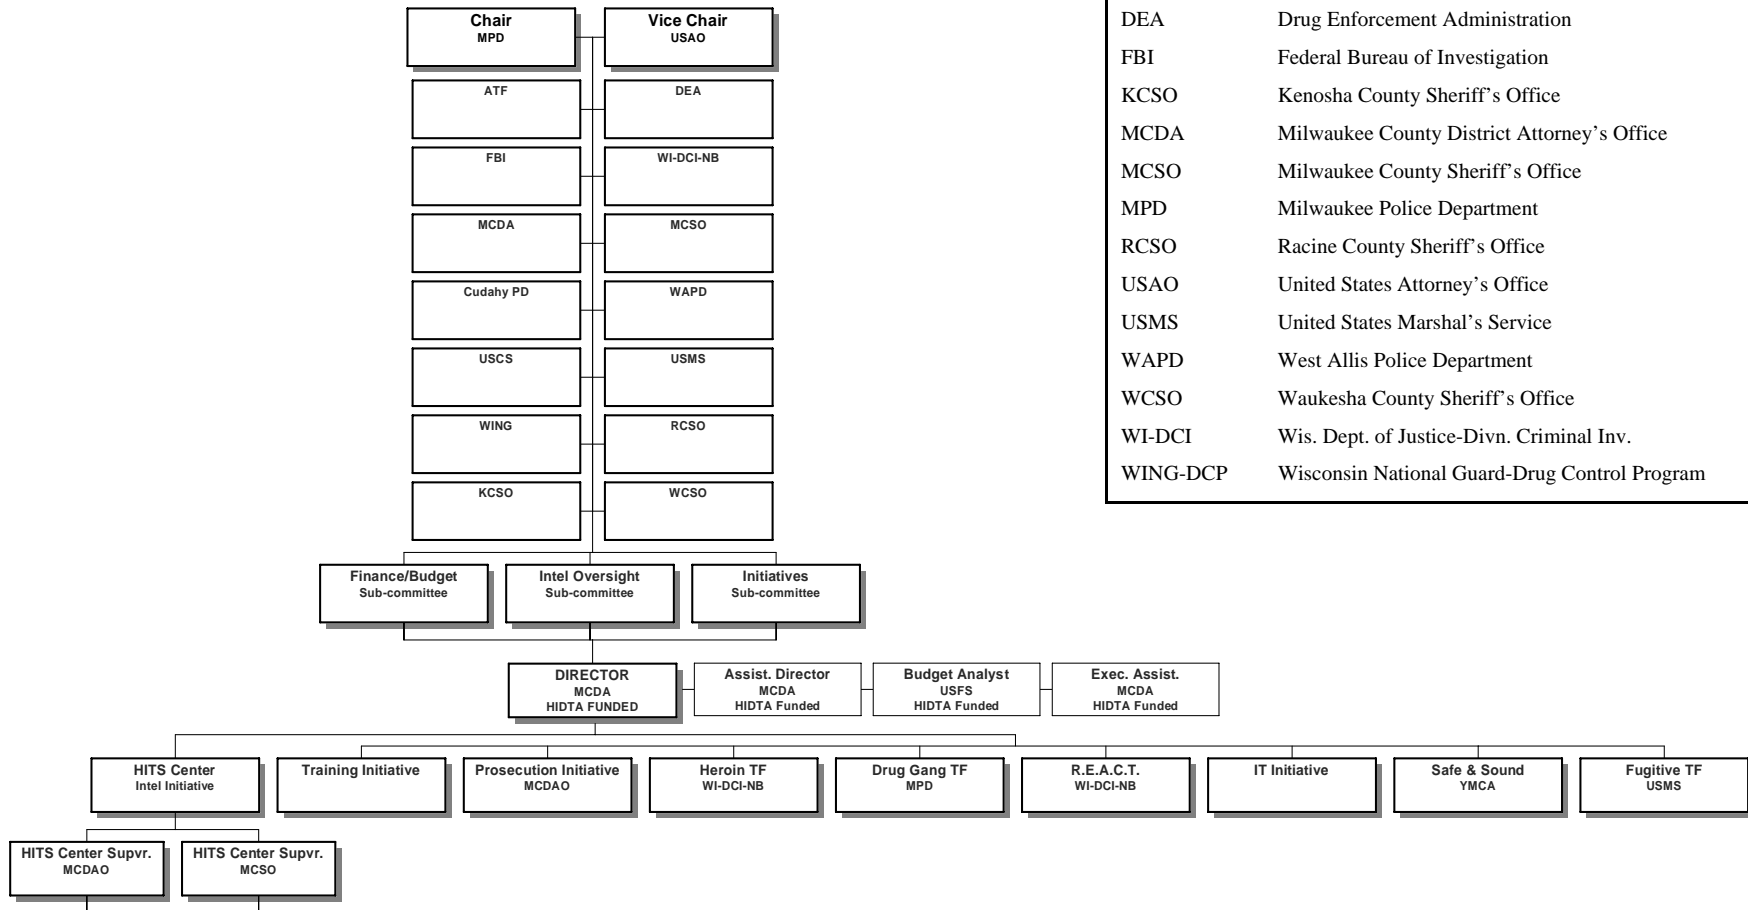 Chair
MPD
Vice Chair
USAO
ATF
DEA
FBI
WI-DCI-NB
MCDA
MCSO
Cudahy PD
WAPD
USCS
USMS
WING
RCSO
KCSO
WCSO
Finance/Budget
Sub-committee
Intel Oversight
Sub-committee
Initiatives
Sub-committee
DIRECTOR
MCDA
HIDTA FUNDED
Assist. Director
MCDA
HIDTA Funded
Budget Analyst
USFS
HIDTA Funded
Exec. Assist.
MCDA
HIDTA Funded
HITS Center
Intel Initiative
Training Initiative
Prosecution Initiative
MCDAO
Heroin TF
WI-DCI-NB
Drug Gang TF
MPD
R.E.A.C.T.
WI-DCI-NB
IT Initiative
Safe & Sound
YMCA
Fugitive TF
USMS
HITS Center Supvr.
MCDAO
HITS Center Supvr.
MCSO
DEA Drug Enforcement Administration
FBI Federal Bureau of Investigation
KCSO Kenosha County Sheriff’s Office
MCDA Milwaukee County District Attorney’s Office
MCSO Milwaukee County Sheriff’s Office
MPD Milwaukee Police Department
RCSO Racine County Sheriff’s Office
USAO United States Attorney’s Office
USMS United States Marshal’s Service
WAPD West Allis Police Department
WCSO Waukesha County Sheriff’s Office
WI-DCI Wis. Dept. of Justice-Divn. Criminal Inv.
WING-DCP Wisconsin National Guard-Drug Control Program